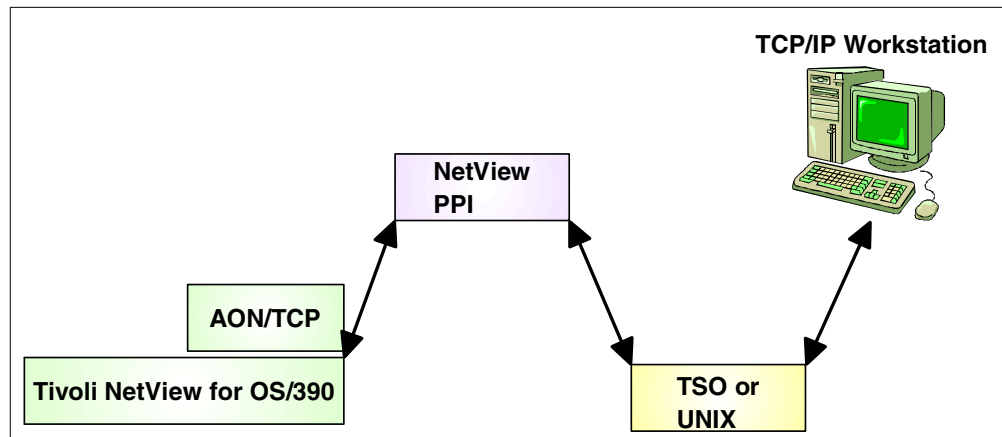 TCP/IP Workstation
NetView
PPI
AON/TCP
Tivoli NetView for OS/390
TSO or
UNIX